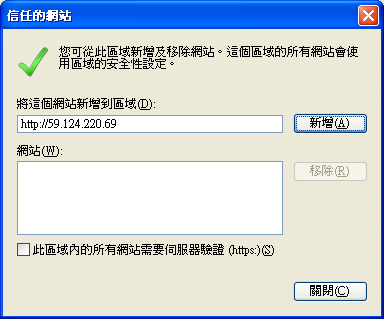 信任的網站
您可從此區域新增及移除網站。這個區域的所有網站會使
用區域的安全性設定。
將這個網站新增到區域(D):
http://59.124.220.69
新增(A)
網站(W):
移除(R)
此區域內的所有網站需要伺服器驗證 (https:)(S)
關閉(C)